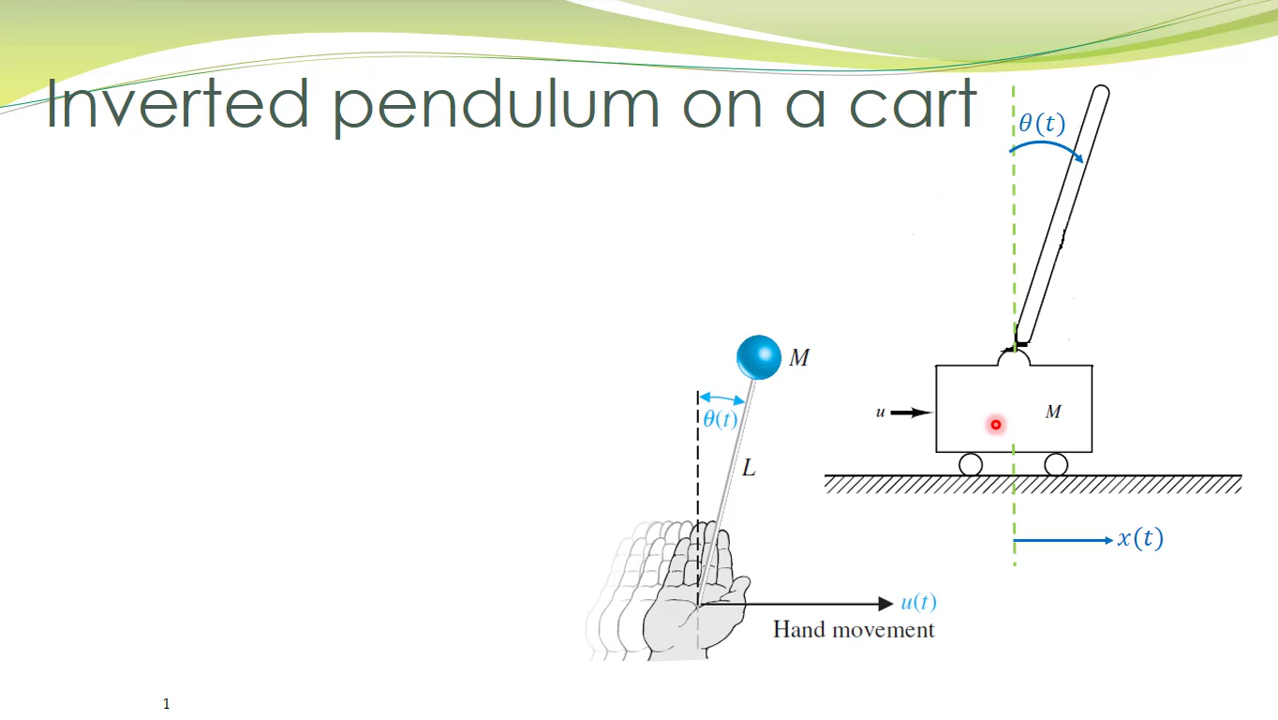 Inverted pendulum on a cart
θ(t)
M
θ(t)
L
u
M
x(t)
u(t)
Hand movement
1